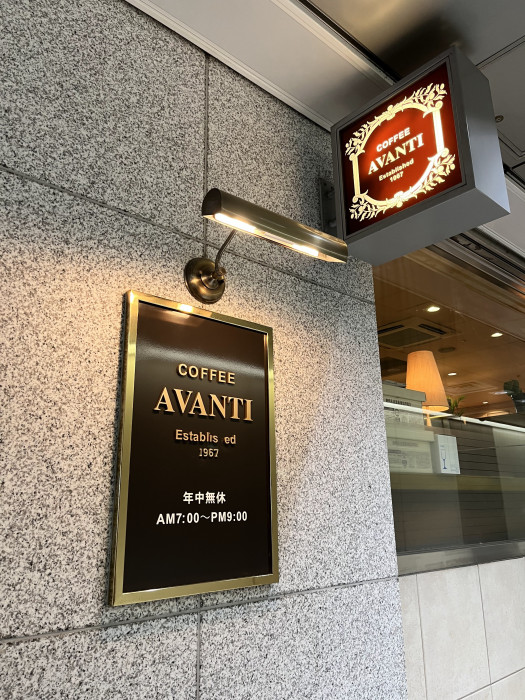 COFFEE
AVANTI
Established
1967
COFFEE
AVANTI
Establis ed
1967
年中無休
AM7:00～PM9:00